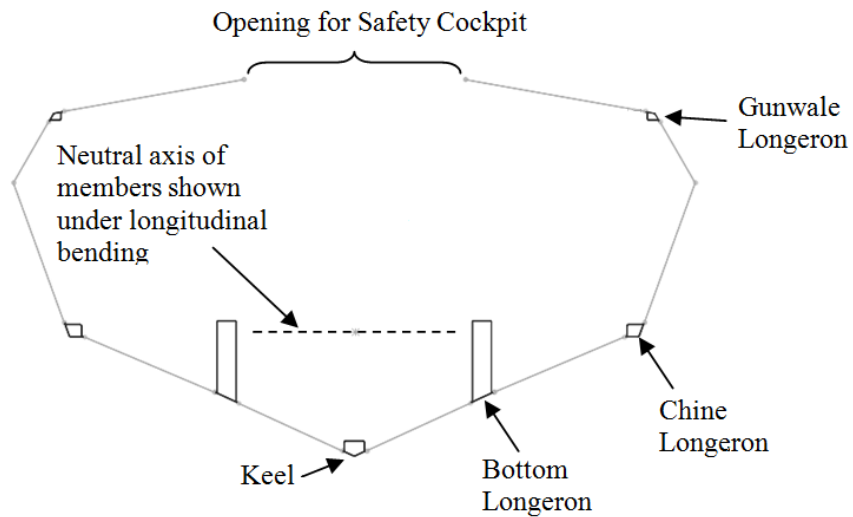 Opening for Safety Cockpit
Gunwale
Longeron
Neutral axis of
members shown
under longitudinal
bending
Chine
Longeron
Keel
Bottom
Longeron